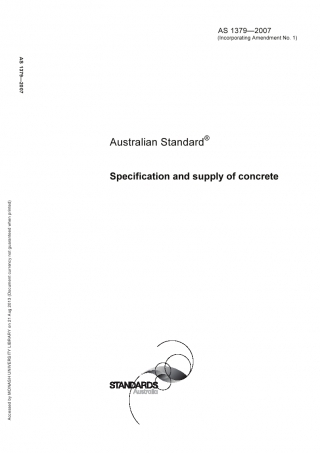 AS 1379—2007
(Incorporating Amendment No. 1)
AS 1379—2007
Australian Standard®
Specification and supply of concrete
Accessed by MONASH UNIVERSITY LIBRARY on 21 Aug 2012 (Document currency not guaranteed when printed)
STANDARDS
Australia